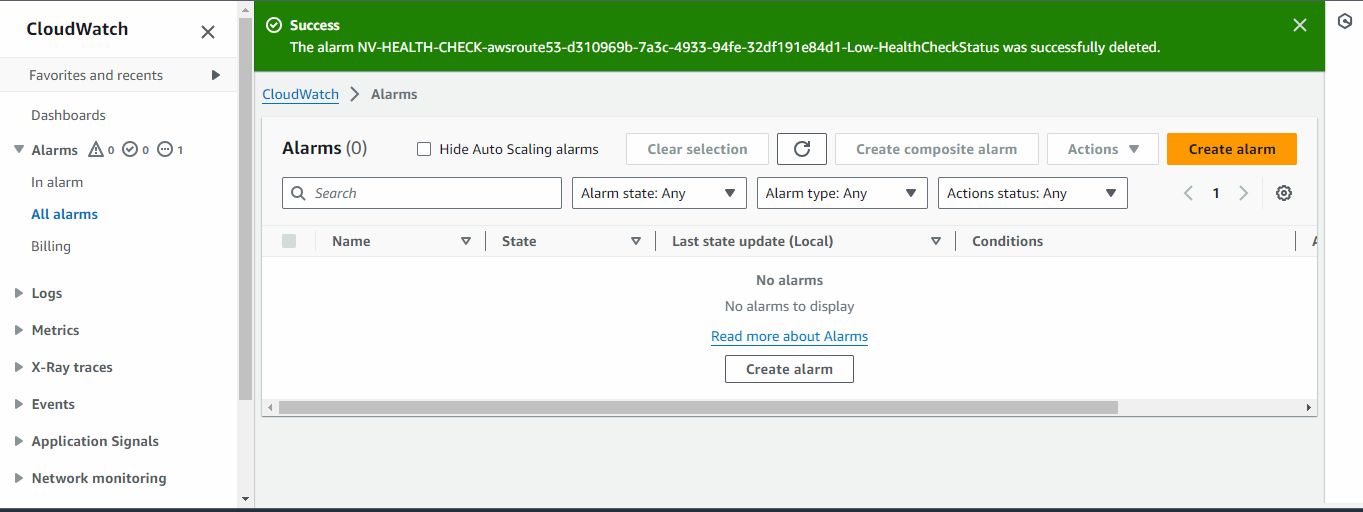 CloudWatch
Favorites and recents
Dashboards
Alarms 0 0 1
In alarm
All alarms
Billing
Logs
Metrics
X-Ray traces
Events
Application Signals
Network monitoring
Success
The alarm NV-HEALTH-CHECK-awsroute53-d310969b-7a3c-4933-94fe-32df191e84d1-Low-HealthCheckStatus was successfully deleted.
CloudWatch > Alarms
Alarms (0) Hide Auto Scaling alarms Clear selection Create composite alarm Actions Create alarm
Search Alarm state: Any Alarm type: Any Actions status: Any 1
Name State Last state update (Local) Conditions
No alarms
No alarms to display
Read more about Alarms
Create alarm